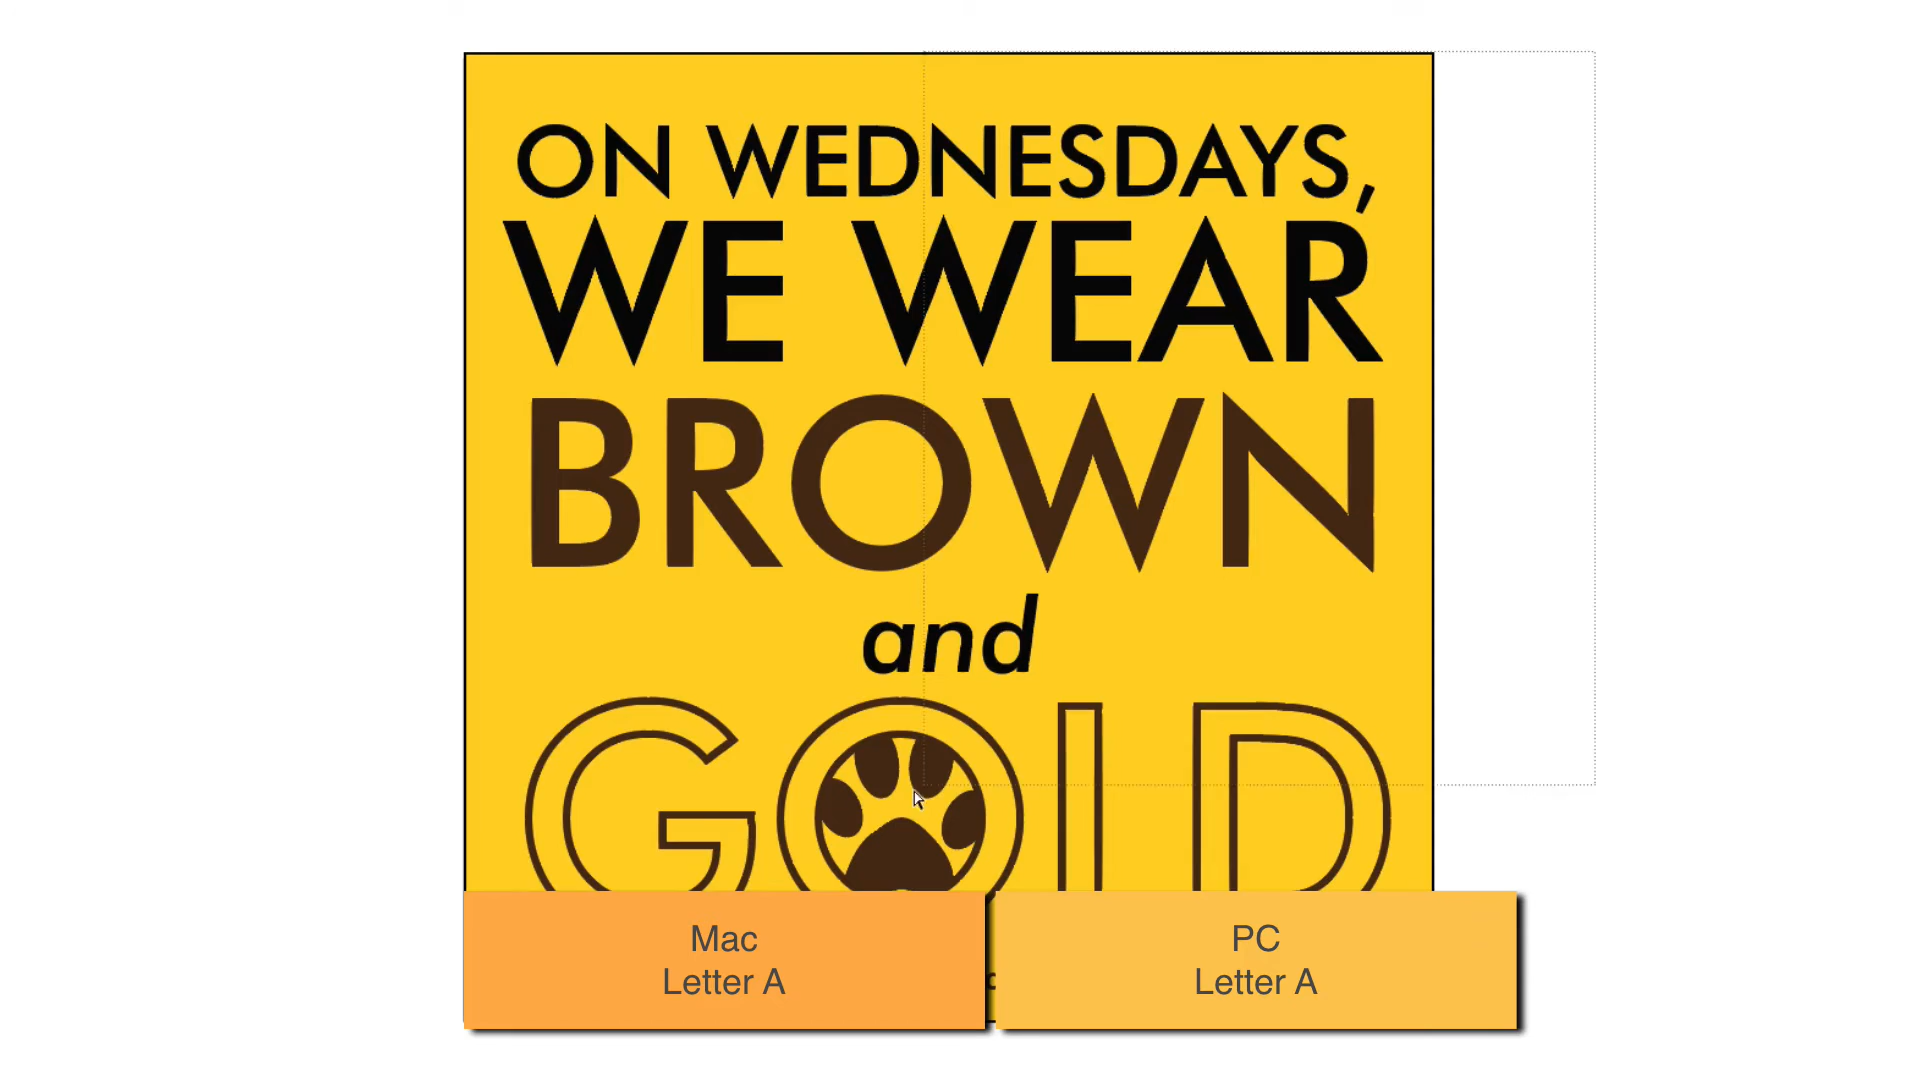 ON WEDNESDAYS,
WE WEAR
BROWN
and
GOLD
Mac
Letter A
PC
Letter A